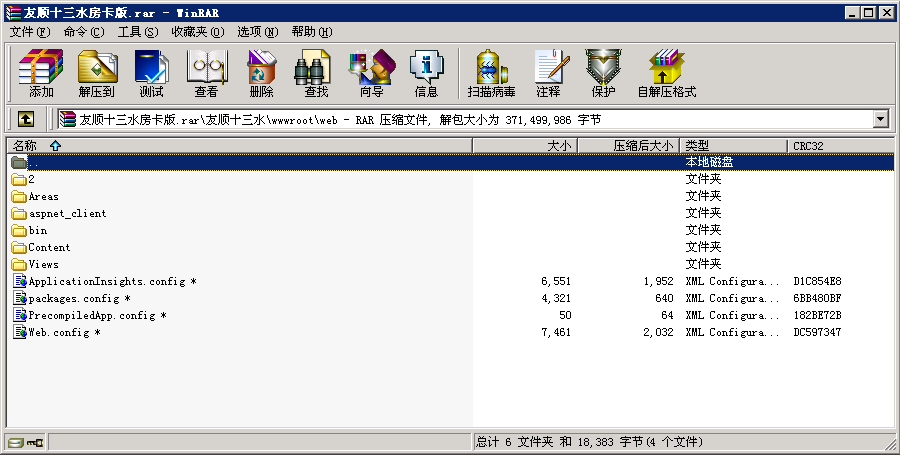 友顺十三水房卡版.rar - WinRAR
文件(F) 命令(C) 工具(S) 收藏夹(O) 选项(N) 帮助(H)
添加 解压到 测试 查看 删除 查找 向导 信息 扫描病毒 注释 保护 自解压格式
友顺十三水房卡版.rar\友顺十三水\wwwroot\web - RAR 压缩文件, 解包大小为 371,499,986 字节
名称 大小 压缩后大小 类型 CRC32
.. 本地磁盘
2 文件夹
Areas 文件夹
aspnet_client 文件夹
bin 文件夹
Content 文件夹
Views 文件夹
ApplicationInsights.config * 6,551 1,952 XML Configura... D1C854E8
packages.config * 4,321 640 XML Configura... 6BB480BF
PrecompiledApp.config * 50 64 XML Configura... 182BE72B
Web.config * 7,461 2,032 XML Configura... DC597347
总计 6 文件夹 和 18,383 字节(4 个文件)